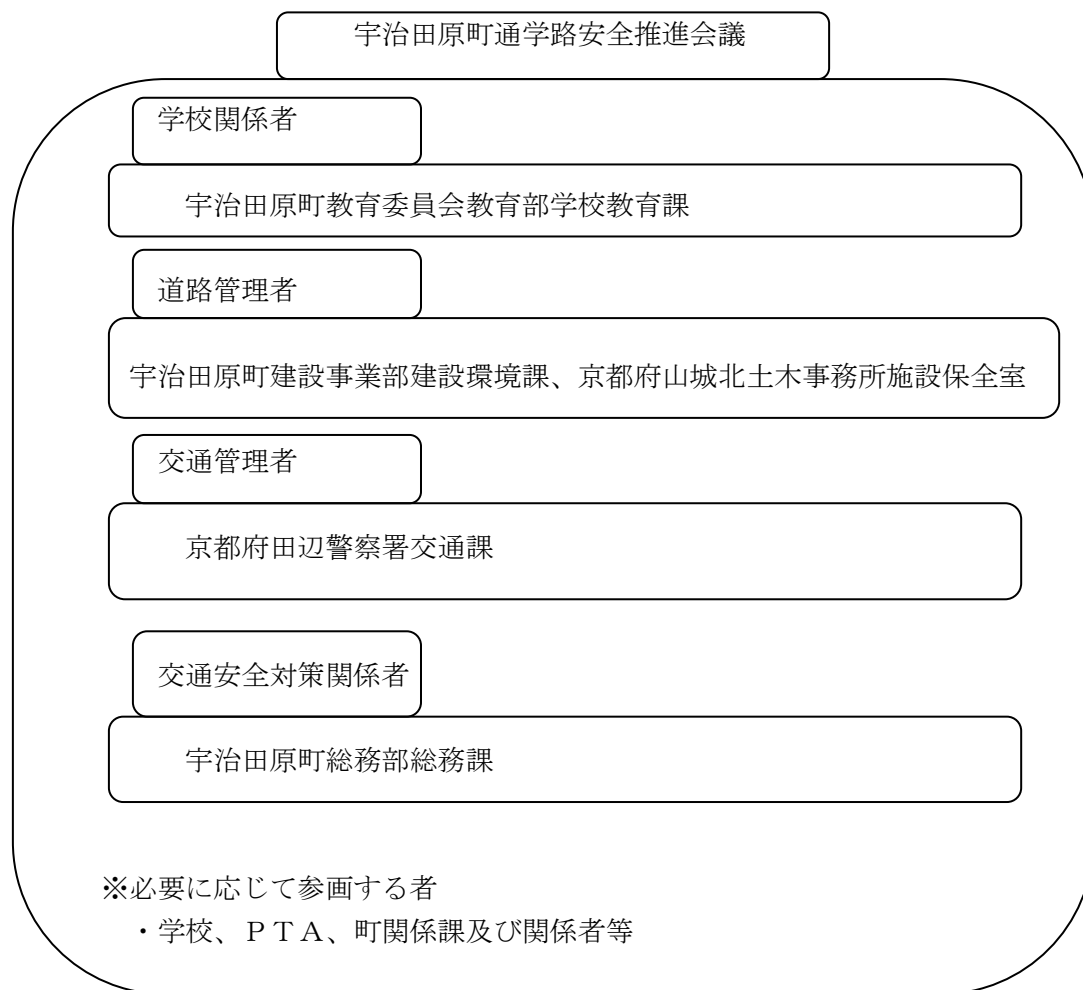 宇治田原町通学路安全推進会議
学校関係者
宇治田原町教育委員会教育部学校教育課
道路管理者
宇治田原町建設事業部建設環境課、京都府山城北土木事務所施設保全室
交通管理者
京都府田辺警察署交通課
交通安全対策関係者
宇治田原町総務部総務課
※必要に応じて参画する者
・学校、ＰＴＡ、町関係課及び関係者等